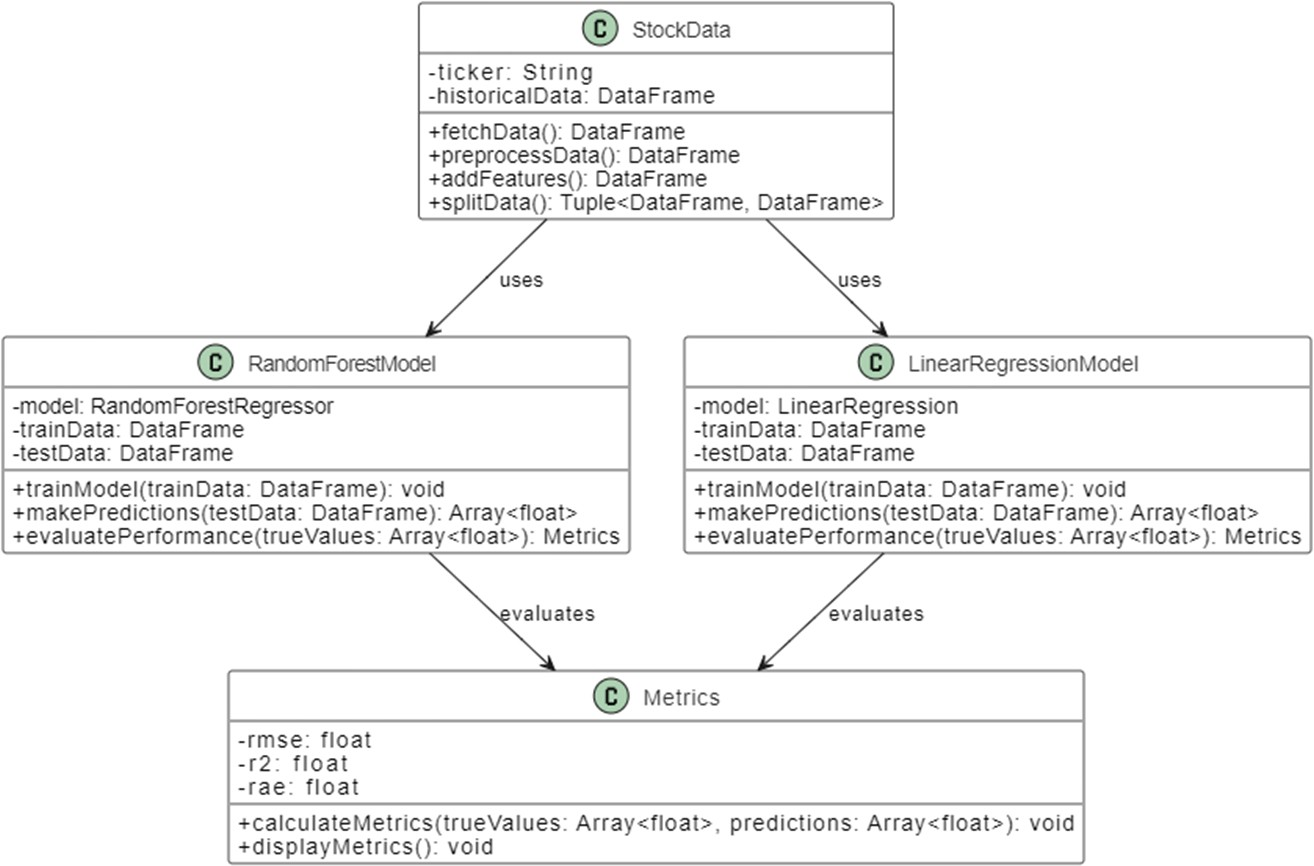 C StockData
-ticker: String
-historicalData: DataFrame
+fetchData(): DataFrame
+preprocessData(): DataFrame
+addFeatures(): DataFrame
+splitData(): Tuple<DataFrame, DataFrame>
uses
uses
C RandomForestModel
-model: RandomForestRegressor
-trainData: DataFrame
-testData: DataFrame
+trainModel(trainData: DataFrame): void
+makePredictions(testData: DataFrame): Array<float>
+evaluatePerformance(trueValues: Array<float>): Metrics
C LinearRegressionModel
-model: LinearRegression
-trainData: DataFrame
-testData: DataFrame
+trainModel(trainData: DataFrame): void
+makePredictions(testData: DataFrame): Array<float>
+evaluatePerformance(trueValues: Array<float>): Metrics
evaluates
evaluates
C Metrics
-rmse: float
-r2: float
-rae: float
+calculateMetrics(trueValues: Array<float>, predictions: Array<float>): void
+displayMetrics(): void